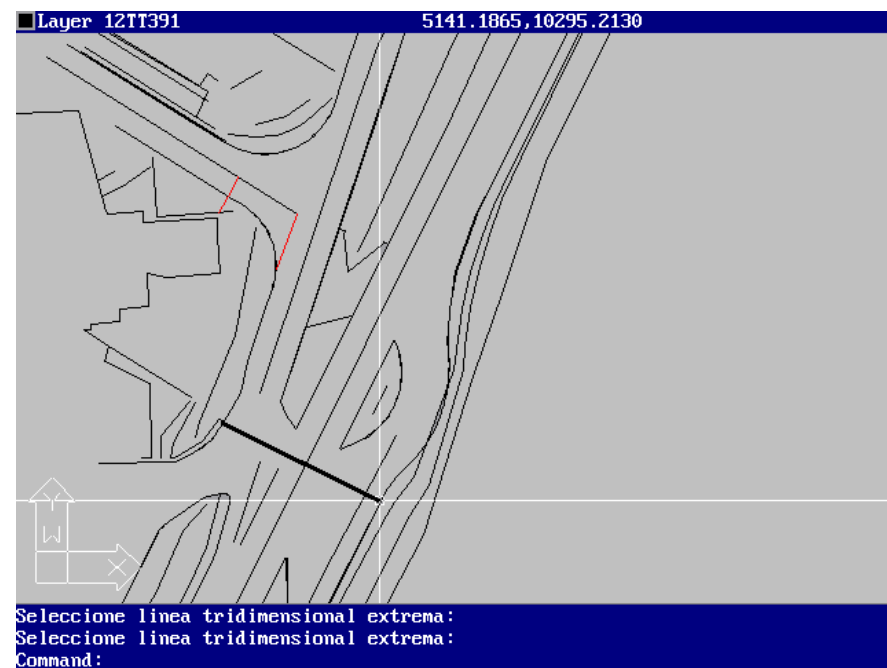 Layer 12TT391 5141.1865,10295.2130
Y
W
X
Seleccione linea tridimensional extrema:
Seleccione linea tridimensional extrema:
Command: